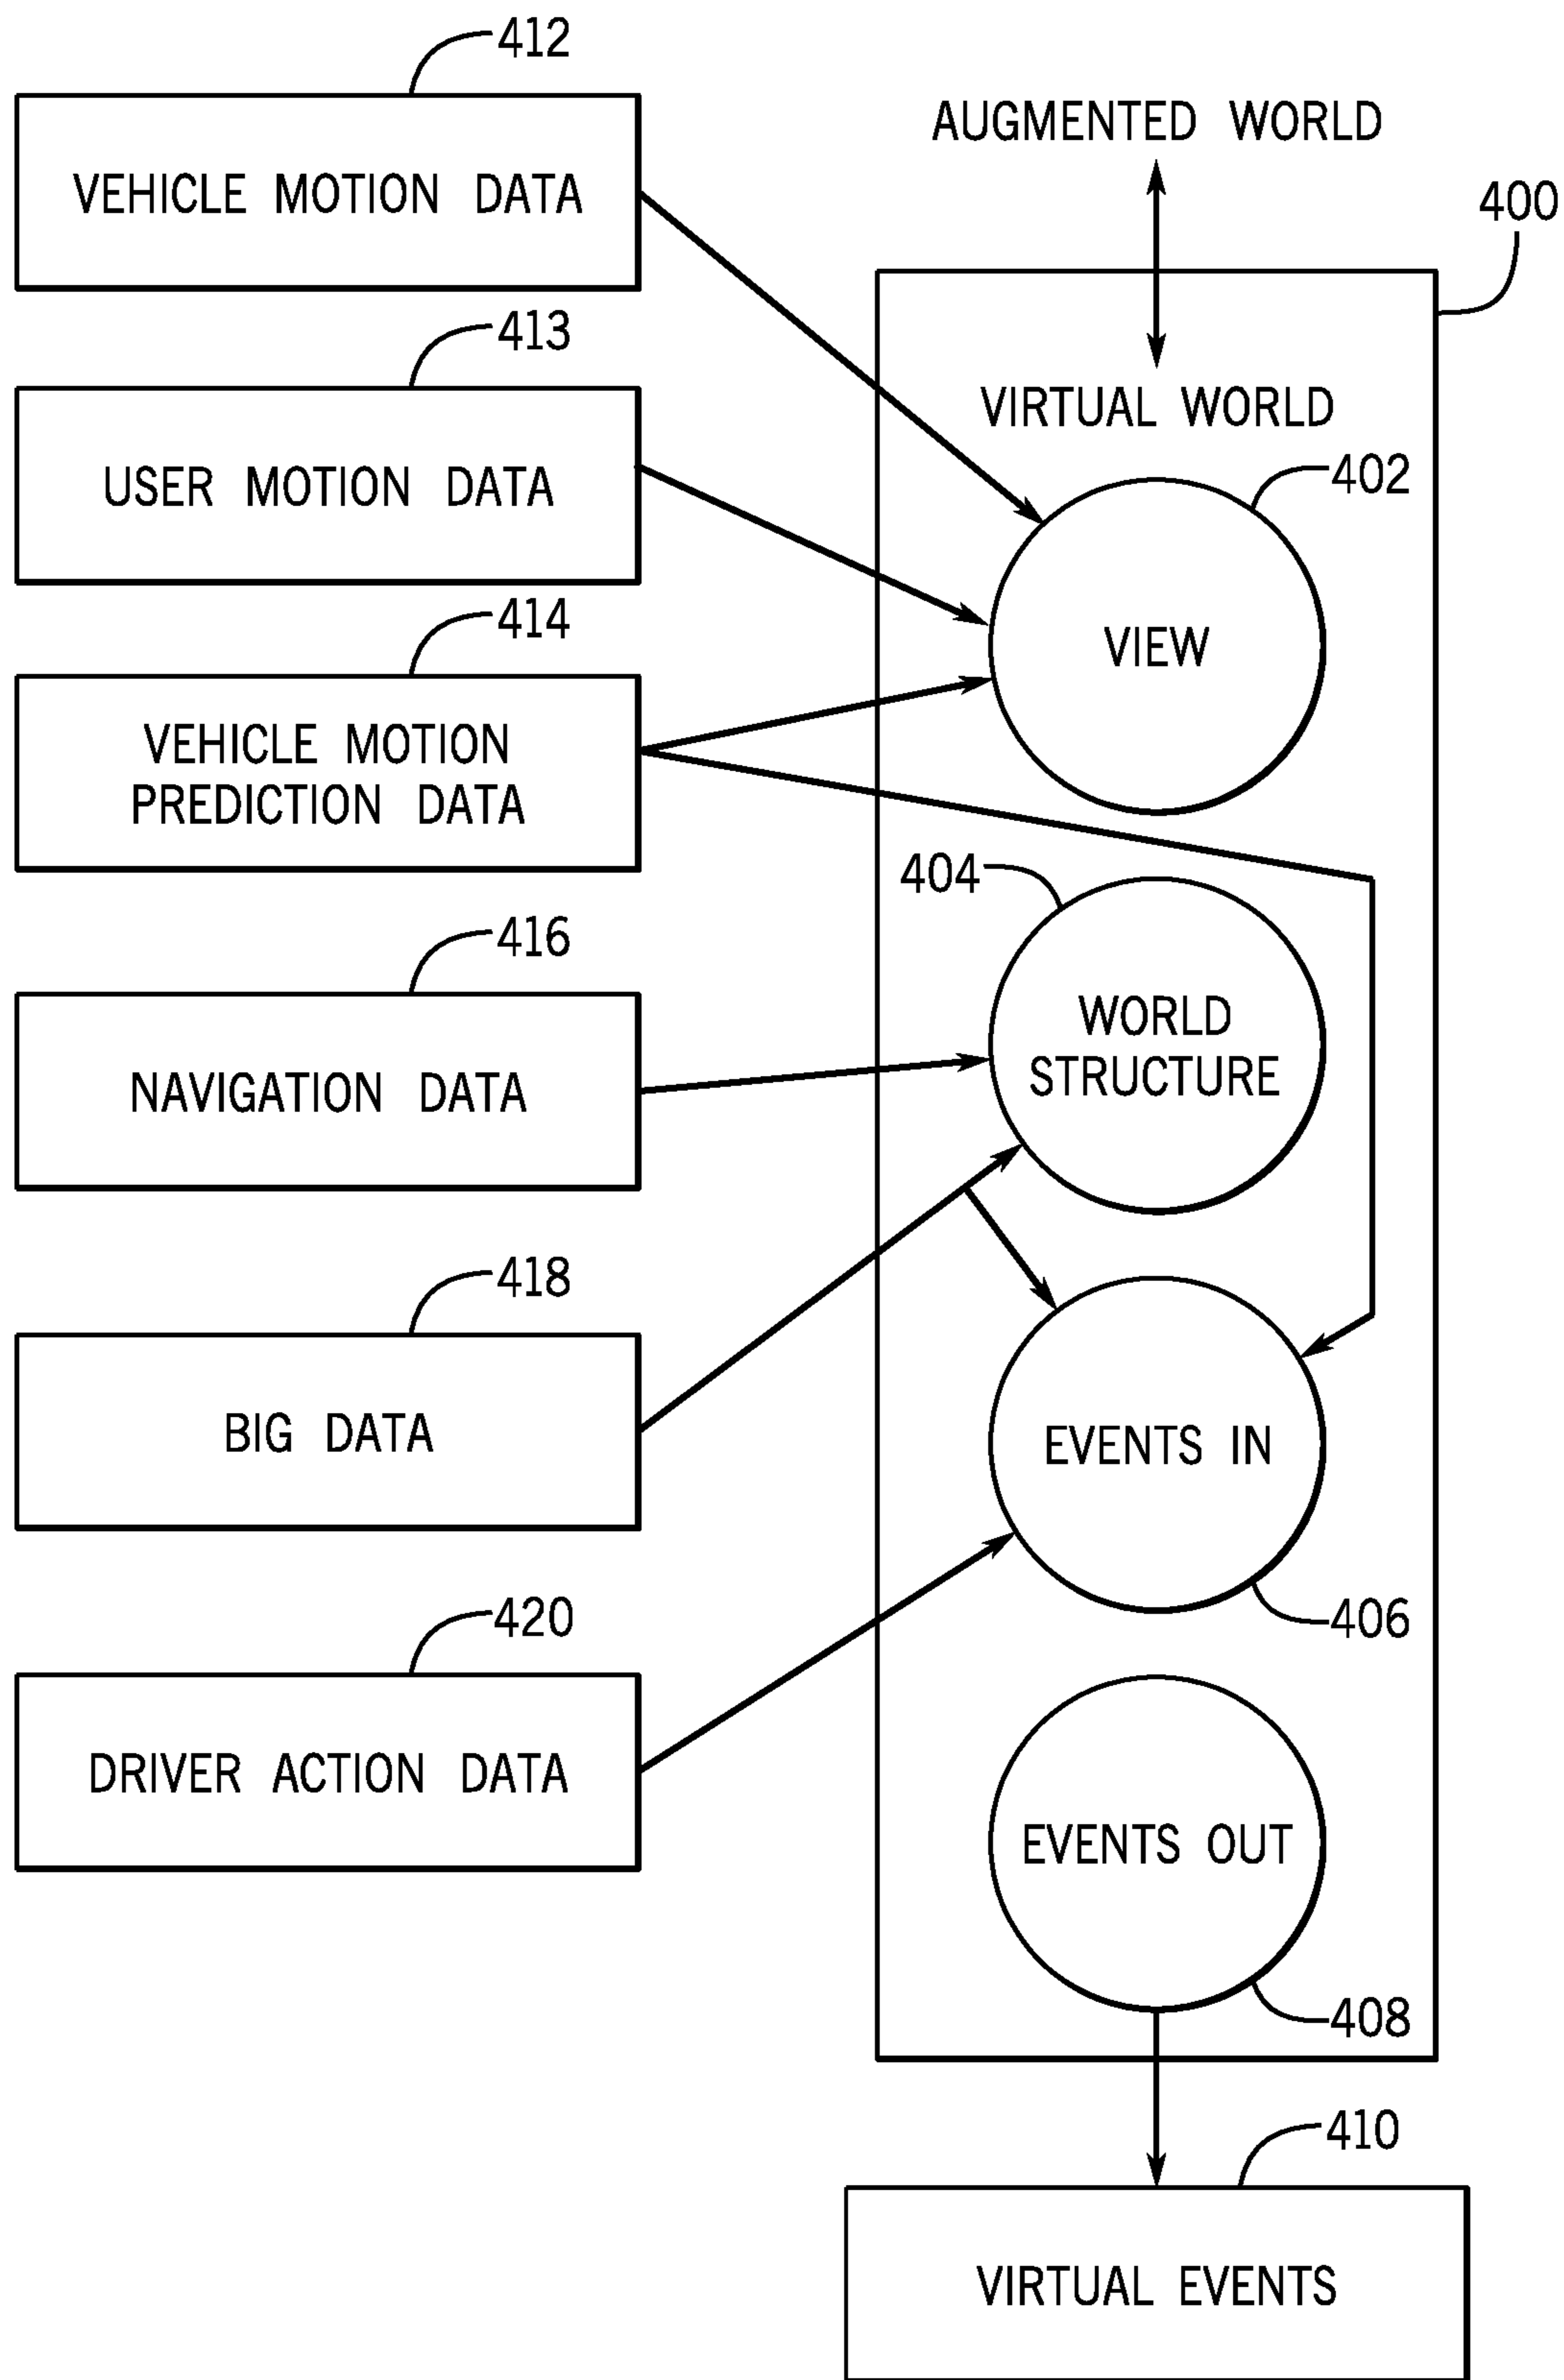 412
VEHICLE MOTION DATA
AUGMENTED WORLD
400
413
USER MOTION DATA
VIRTUAL WORLD
402
VIEW
414
VEHICLE MOTION
PREDICTION DATA
404
WORLD
STRUCTURE
416
NAVIGATION DATA
418
BIG DATA
EVENTS IN
406
420
DRIVER ACTION DATA
EVENTS OUT
408
410
VIRTUAL EVENTS